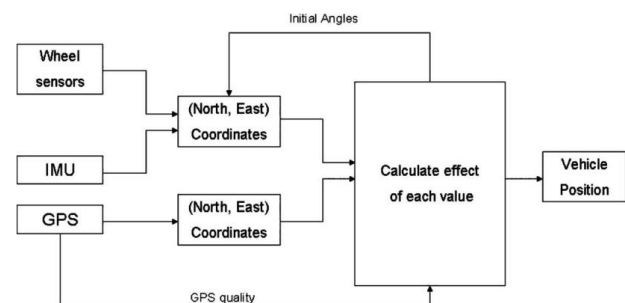 Initial Angles
Wheel
sensors
(North, East)
Coordinates
IMU
Calculate effect
of each value
Vehicle
Position
GPS
(North, East)
Coordinates
GPS quality